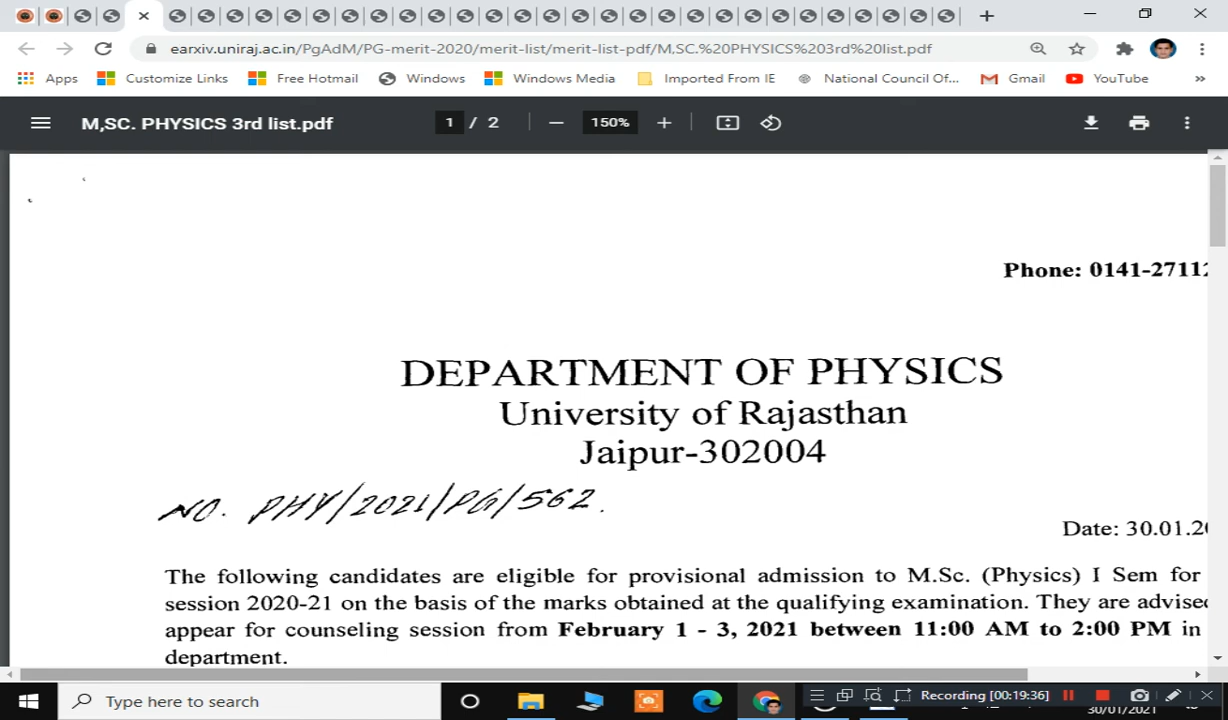 earxiv.uniraj.ac.in/PgAdM/PG-merit-2020/merit-list/merit-list-pdf/M,SC.%20PHYSICS%203rd%20list.pdf
Apps Customize Links Free Hotmail Windows Windows Media Imported From IE National Council Of... Gmail YouTube »
M,SC. PHYSICS 3rd list.pdf 1 / 2 150%
Phone: 0141-27112
DEPARTMENT OF PHYSICS
University of Rajasthan
Jaipur-302004
NO. PHY/2021/PG/562.
Date: 30.01.20
The following candidates are eligible for provisional admission to M.Sc. (Physics) I Sem for
session 2020-21 on the basis of the marks obtained at the qualifying examination. They are advise
appear for counseling session from February 1 - 3, 2021 between 11:00 AM to 2:00 PM in
department.
Type here to search
Recording [00:19:36]
30/01/2021